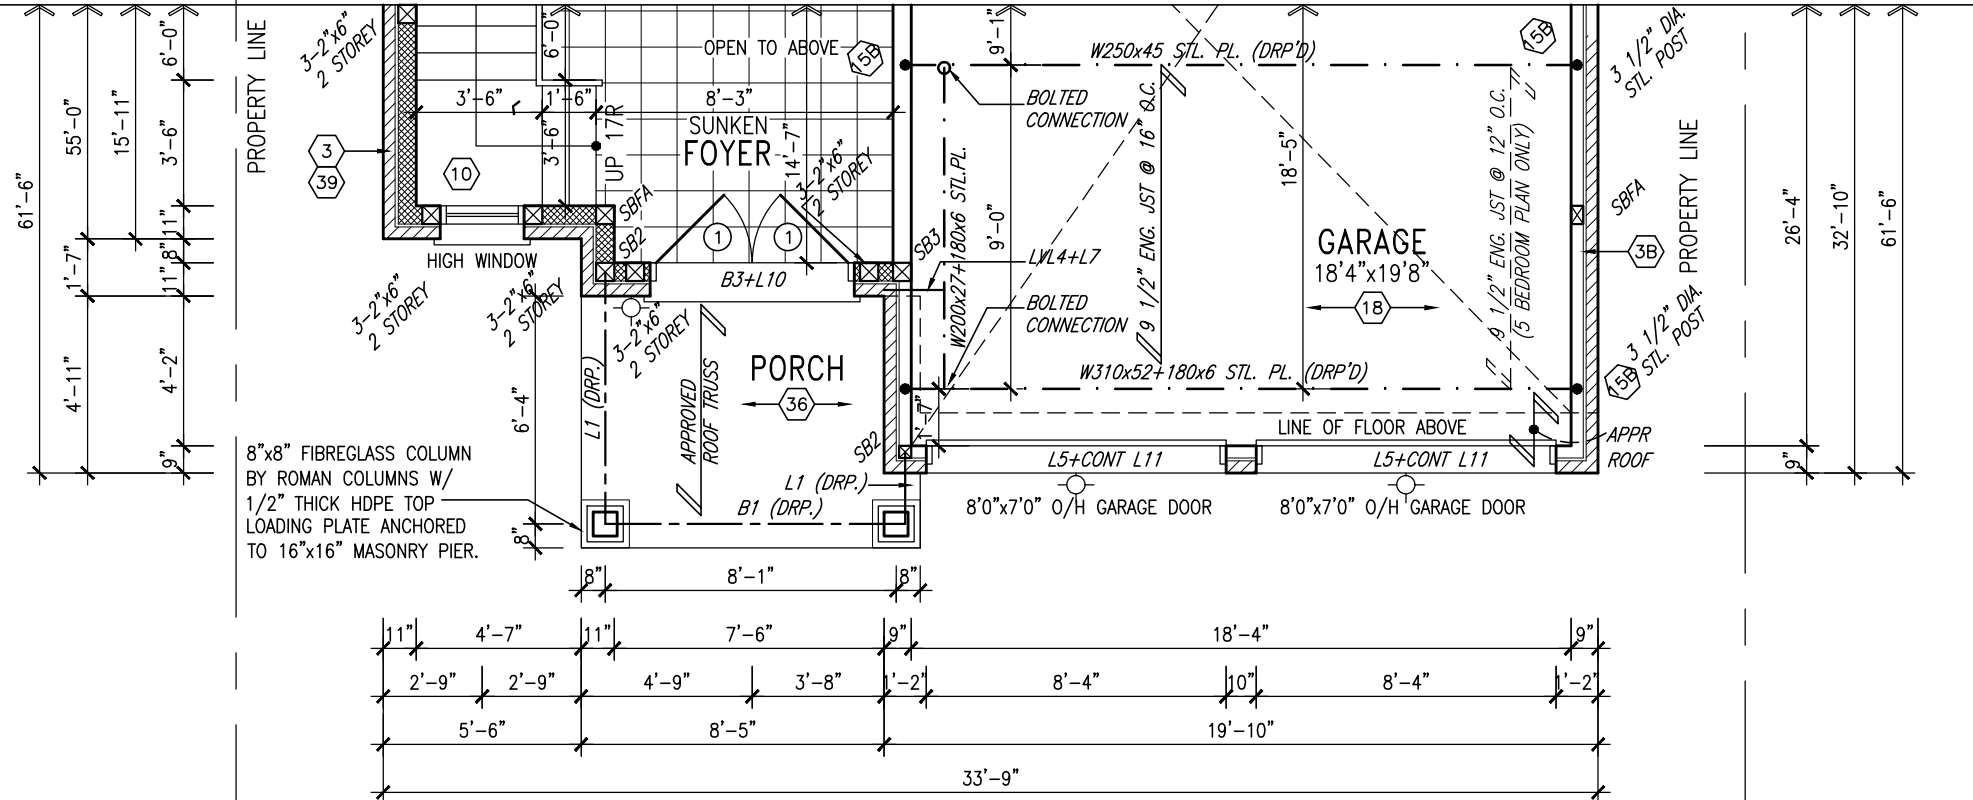 61'-6"
55'-0"
15'-11"
6'-0"
3'-6"
11"
8"
11"
1'-7"
4'-11"
4'-2"
9"
PROPERTY LINE
3-2"x6"
2 STOREY
3
39
10
3'-6"
1'-6"
8'-3"
6'-0"
3'-6"
UP 17R
OPEN TO ABOVE
15B
SUNKEN
FOYER
14'-7"
3-2"x6"
2 STOREY
SBFA
SB2
1
1
HIGH WINDOW
B3+L10
3-2"x6"
2 STOREY
3-2"x6"
2 STOREY
3-2"x6"
2 STOREY
6'-4"
8"
L1 (DRP.)
APPROVED
ROOF TRUSS
PORCH
36
B1 (DRP.)
L1 (DRP.)
SB2
SB3
8"x8" FIBREGLASS COLUMN
BY ROMAN COLUMNS W/
1/2" THICK HDPE TOP
LOADING PLATE ANCHORED
TO 16"x16" MASONRY PIER.
9'-1"
W250x45 STL. PL. (DRP'D)
15B
3 1/2" DIA.
STL. POST
BOLTED
CONNECTION
W200x27+180x6 STL.PL.
9'-0"
LVL4+L7
BOLTED
CONNECTION
9 1/2" ENG. JST @ 16" O.C.
18'-5"
9 1/2" ENG. JST @ 12" O.C.
(5 BEDROOM PLAN ONLY)
GARAGE
18'4"x19'8"
18
SBFA
3B
PROPERTY LINE
W310x52+180x6 STL. PL. (DRP'D)
15B
3 1/2" DIA.
STL. POST
1'-7"
LINE OF FLOOR ABOVE
APPR
ROOF
L5+CONT L11
L5+CONT L11
8'0"x7'0" O/H GARAGE DOOR
8'0"x7'0" O/H GARAGE DOOR
26'-4"
9"
32'-10"
61'-6"
8"
8'-1"
8"
11"
4'-7"
11"
7'-6"
9"
18'-4"
9"
2'-9"
2'-9"
4'-9"
3'-8"
1'-2"
8'-4"
10"
8'-4"
1'-2"
5'-6"
8'-5"
19'-10"
33'-9"